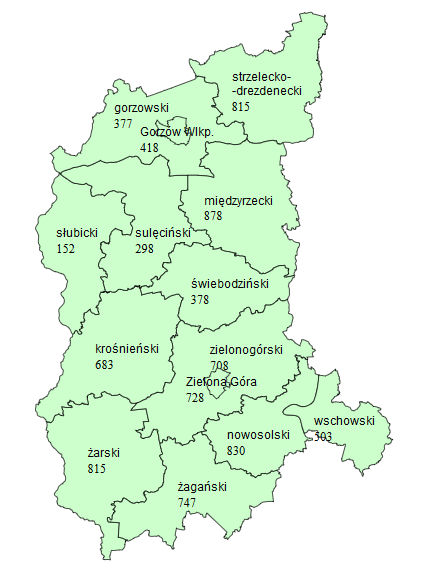 strzelecko-
-drezdenecki
815
gorzowski
377
Gorzów Wlkp.
418
międzyrzecki
878
słubicki
152
sulęciński
298
świebodziński
378
krośnieński
683
zielonogórski
708
Zielona Góra
728
wschowski
303
nowosolski
830
żarski
815
żagański
747